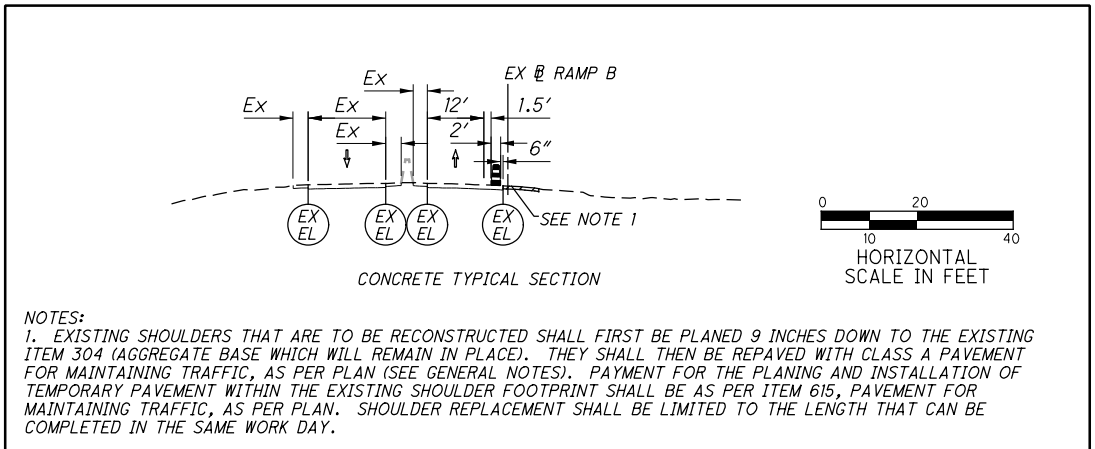 EX ⅊ RAMP B
Ex
Ex Ex 12' 1.5'
Ex 2'
6"
EX EL
EX EL
EX EL
EX EL
SEE NOTE 1
CONCRETE TYPICAL SECTION
0 20
10 40
HORIZONTAL
SCALE IN FEET
NOTES:
1. EXISTING SHOULDERS THAT ARE TO BE RECONSTRUCTED SHALL FIRST BE PLANED 9 INCHES DOWN TO THE EXISTING
ITEM 304 (AGGREGATE BASE WHICH WILL REMAIN IN PLACE). THEY SHALL THEN BE REPAVED WITH CLASS A PAVEMENT
FOR MAINTAINING TRAFFIC, AS PER PLAN (SEE GENERAL NOTES). PAYMENT FOR THE PLANING AND INSTALLATION OF
TEMPORARY PAVEMENT WITHIN THE EXISTING SHOULDER FOOTPRINT SHALL BE AS PER ITEM 615, PAVEMENT FOR
MAINTAINING TRAFFIC, AS PER PLAN. SHOULDER REPLACEMENT SHALL BE LIMITED TO THE LENGTH THAT CAN BE
COMPLETED IN THE SAME WORK DAY.